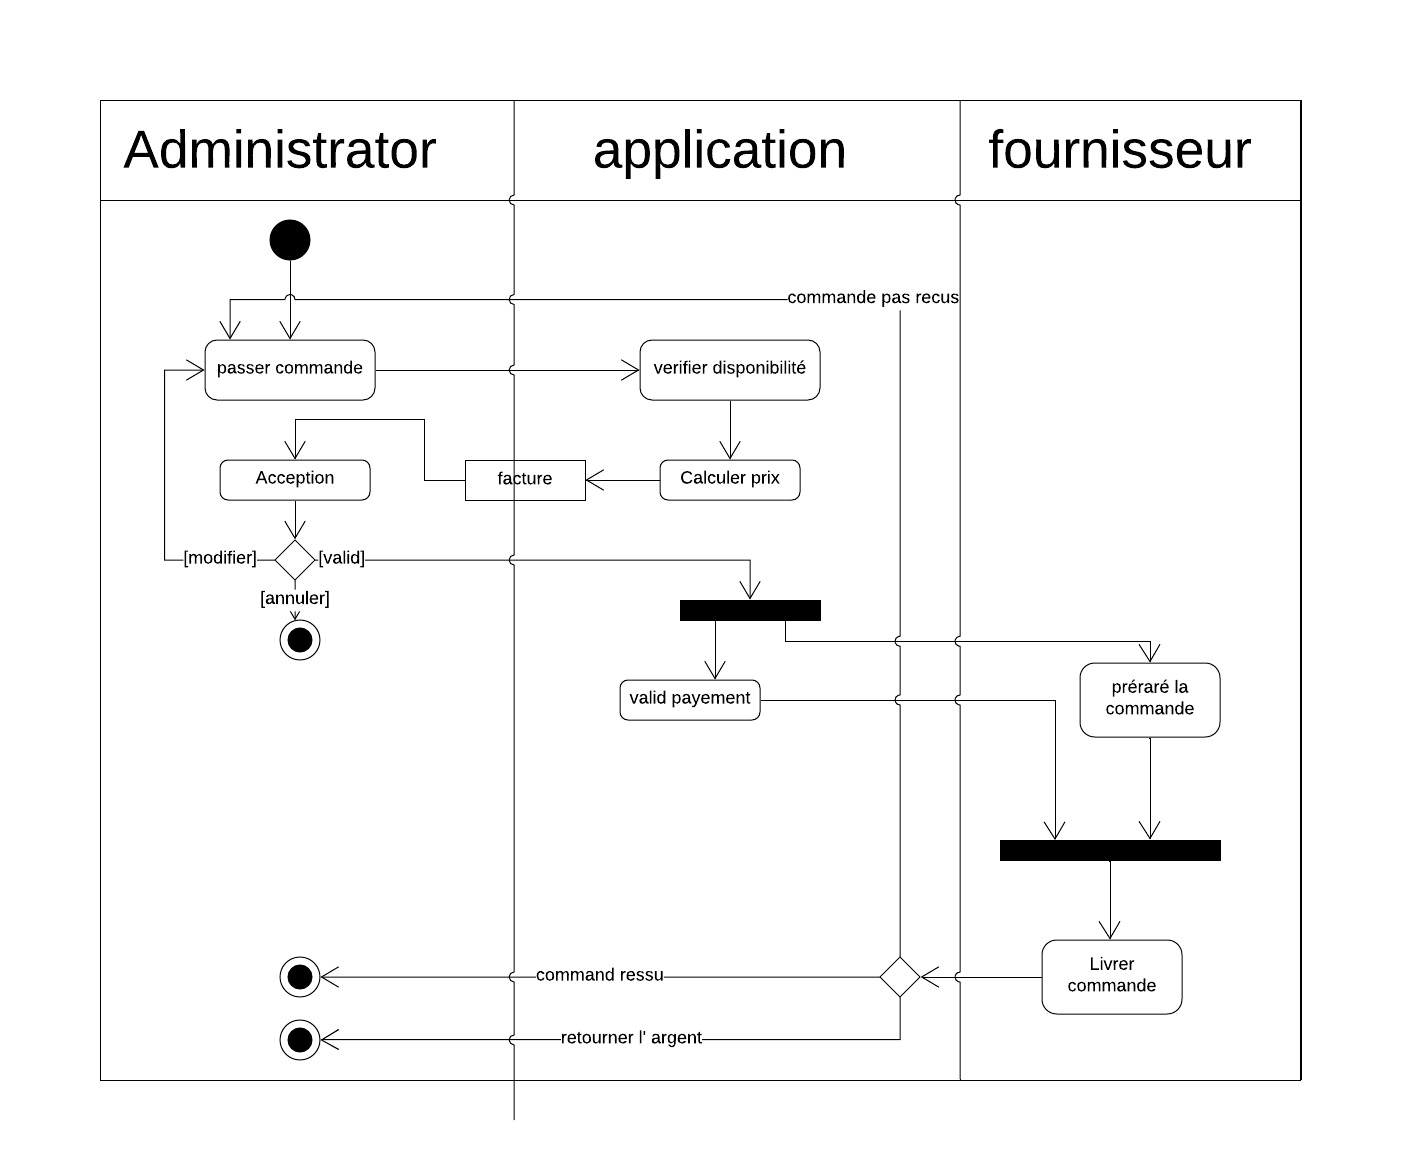 Administrator
application
fournisseur
commande pas recus
passer commande
verifier disponibilité
Acception
facture
Calculer prix
[modifier]
[valid]
[annuler]
préraré la
commande
valid payement
Livrer
commande
command ressu
retourner l' argent